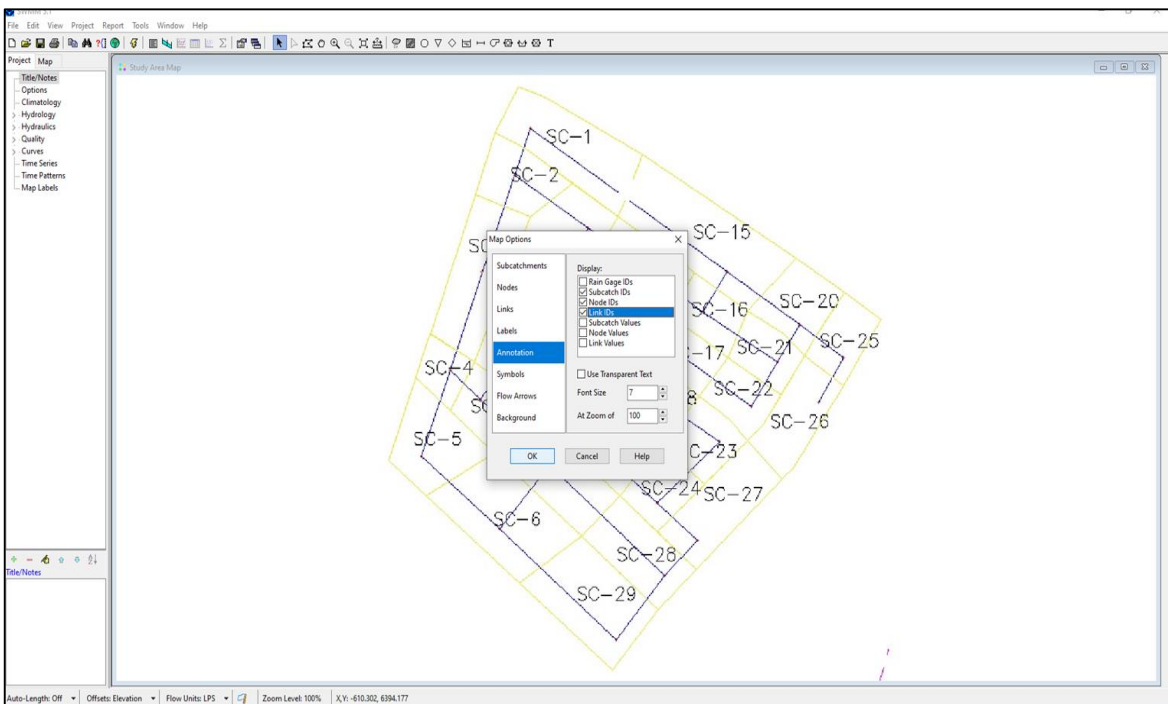 SWMM 5.1
File Edit View Project Report Tools Window Help
Project Map
Study Area Map
Title/Notes
Options
Climatology
Hydrology
Hydraulics
Quality
Curves
Time Series
Time Patterns
Map Labels
SC-1
SC-2
SC-15
Map Options
Subcatchments
Nodes
Links
Labels
Annotation
Symbols
Flow Arrows
Background
Display:
Rain Gage IDs
Subcatch IDs
Node IDs
Link IDs
Subcatch Values
Node Values
Link Values
Use Transparent Text
Font Size 7
At Zoom of 100
OK Cancel Help
SC-16
SC-20
-17
SC-21
SC-25
SC-4
SC-22
SC-26
SC-5
C-23
SC-24
SC-27
SC-6
SC-28
SC-29
Title/Notes
Auto-Length: Off Offsets: Elevation Flow Units: LPS Zoom Level: 100% X,Y: -610.302, 6394.177